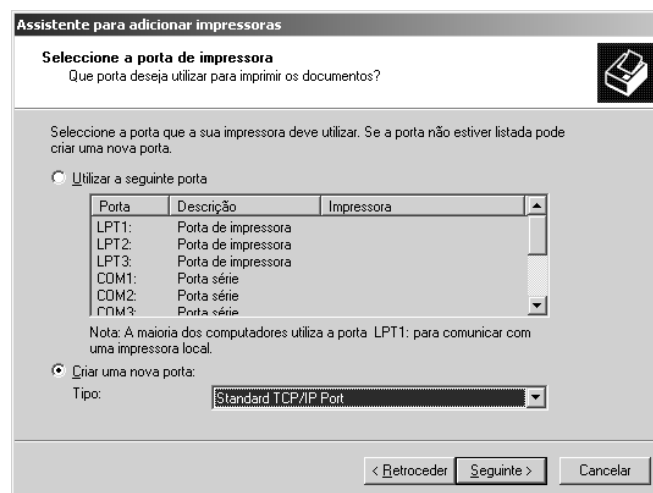 Assistente para adicionar impressoras
Seleccione a porta de impressora
Que porta deseja utilizar para imprimir os documentos?
Seleccione a porta que a sua impressora deve utilizar. Se a porta não estiver listada pode
criar uma nova porta.
Utilizar a seguinte porta
Porta Descrição Impressora
LPT1: Porta de impressora
LPT2: Porta de impressora
LPT3: Porta de impressora
COM1: Porta série
COM2: Porta série
COM3: Porta série
Nota: A maioria dos computadores utiliza a porta LPT1: para comunicar com
uma impressora local.
Criar uma nova porta:
Tipo: Standard TCP/IP Port
< Retroceder Seguinte > Cancelar